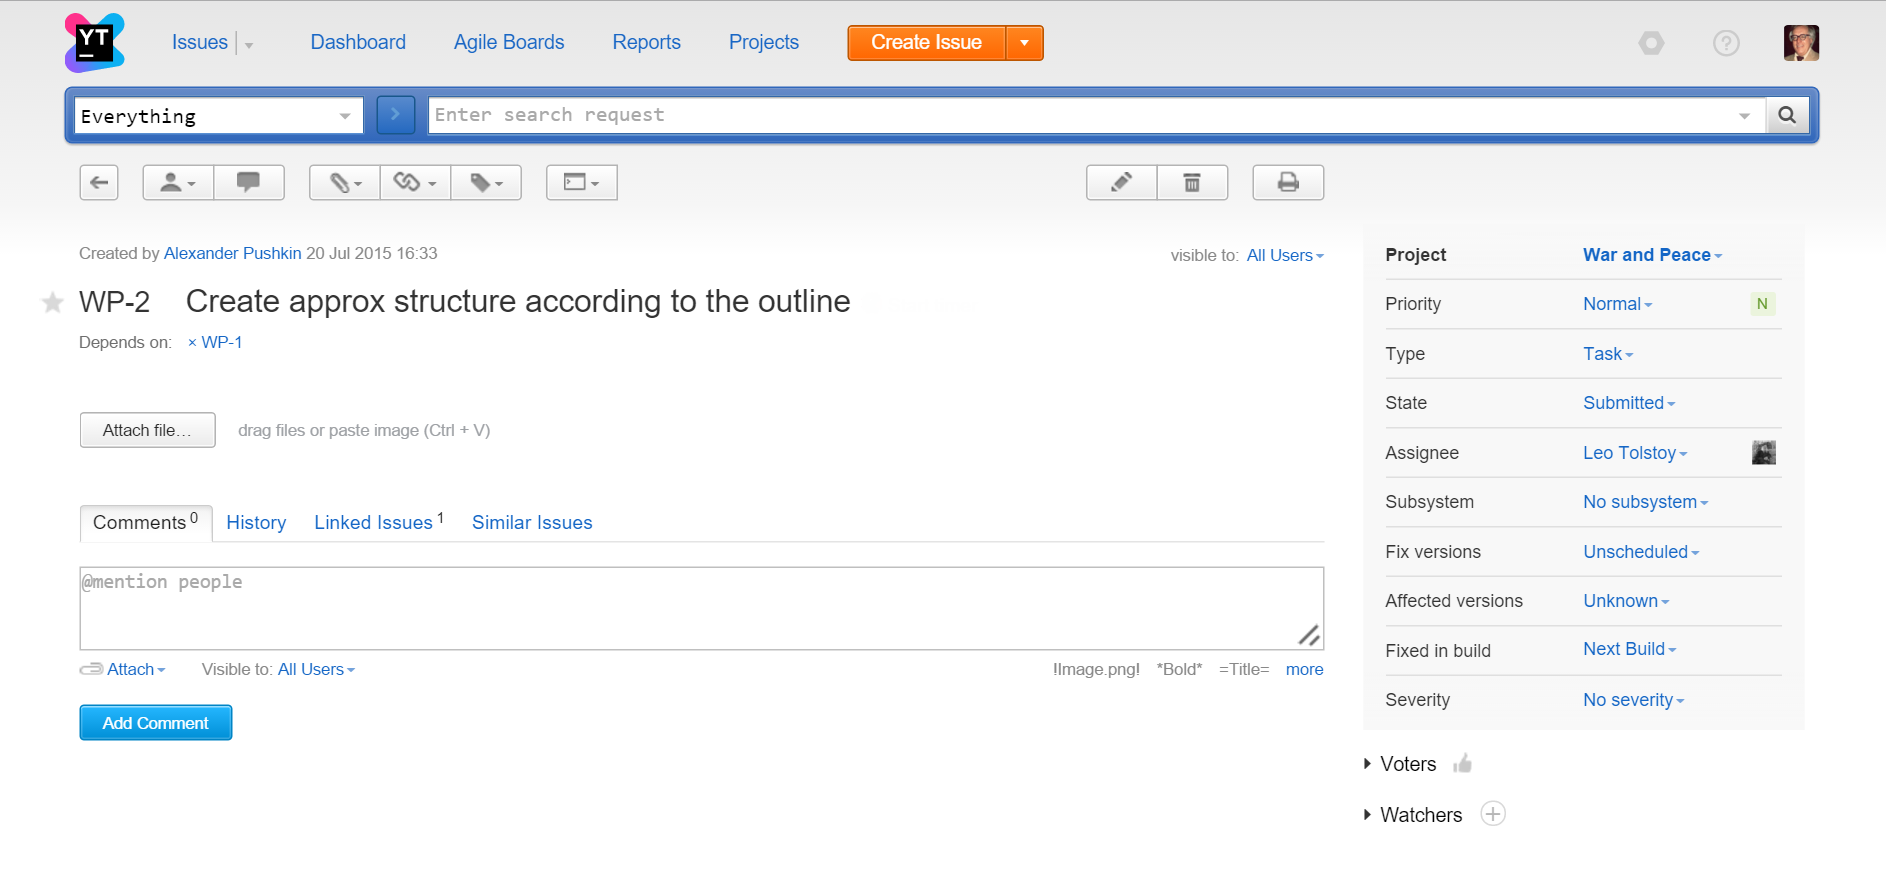 YT
Issues Dashboard Agile Boards Reports Projects Create Issue
Everything Enter search request
Created by Alexander Pushkin 20 Jul 2015 16:33 visible to: All Users
WP-2 Create approx structure according to the outline
Depends on: × WP-1
Attach file… drag files or paste image (Ctrl + V)
Comments 0 History Linked Issues 1 Similar Issues
@mention people
Attach Visible to: All Users !Image.png! *Bold* =Title= more
Add Comment
Project War and Peace
Priority Normal N
Type Task
State Submitted
Assignee Leo Tolstoy
Subsystem No subsystem
Fix versions Unscheduled
Affected versions Unknown
Fixed in build Next Build
Severity No severity
Voters
Watchers